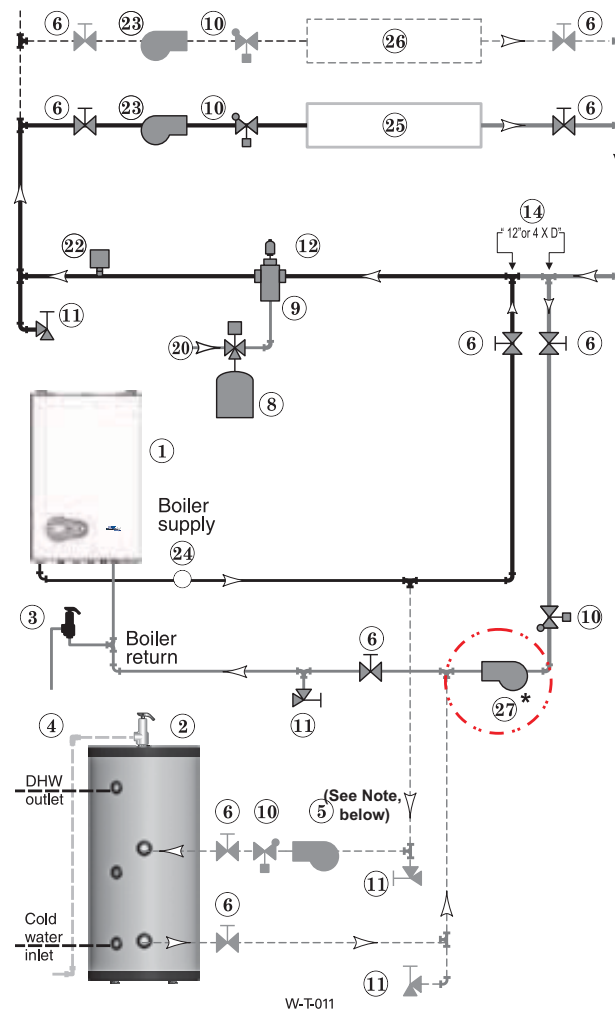 6 23 10 26 6
6 23 10 25 6
14
" 12"or 4 X D"
22 12
11 9
20
6 6
8
1
Boiler
supply
24
3 10
Boiler
return
6
27 *
11
4 2
DHW
outlet
(See Note,
below)
6 10 5
11
6
Cold
water
inlet
11
W-T-011